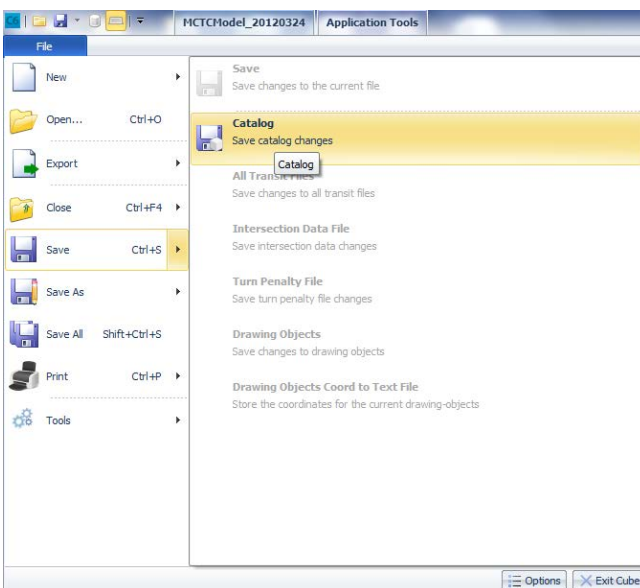 C6
MCTCModel_20120324 Application Tools
File
New
Open... Ctrl+O
Export
Close Ctrl+F4
Save Ctrl+S
Save As
Save All Shift+Ctrl+S
Print Ctrl+P
Tools
Save
Save changes to the current file
Catalog
Save catalog changes
Catalog
All Transit Files
Save changes to all transit files
Intersection Data File
Save intersection data changes
Turn Penalty File
Save turn penalty file changes
Drawing Objects
Save changes to drawing objects
Drawing Objects Coord to Text File
Store the coordinates for the current drawing-objects
Options Exit Cube